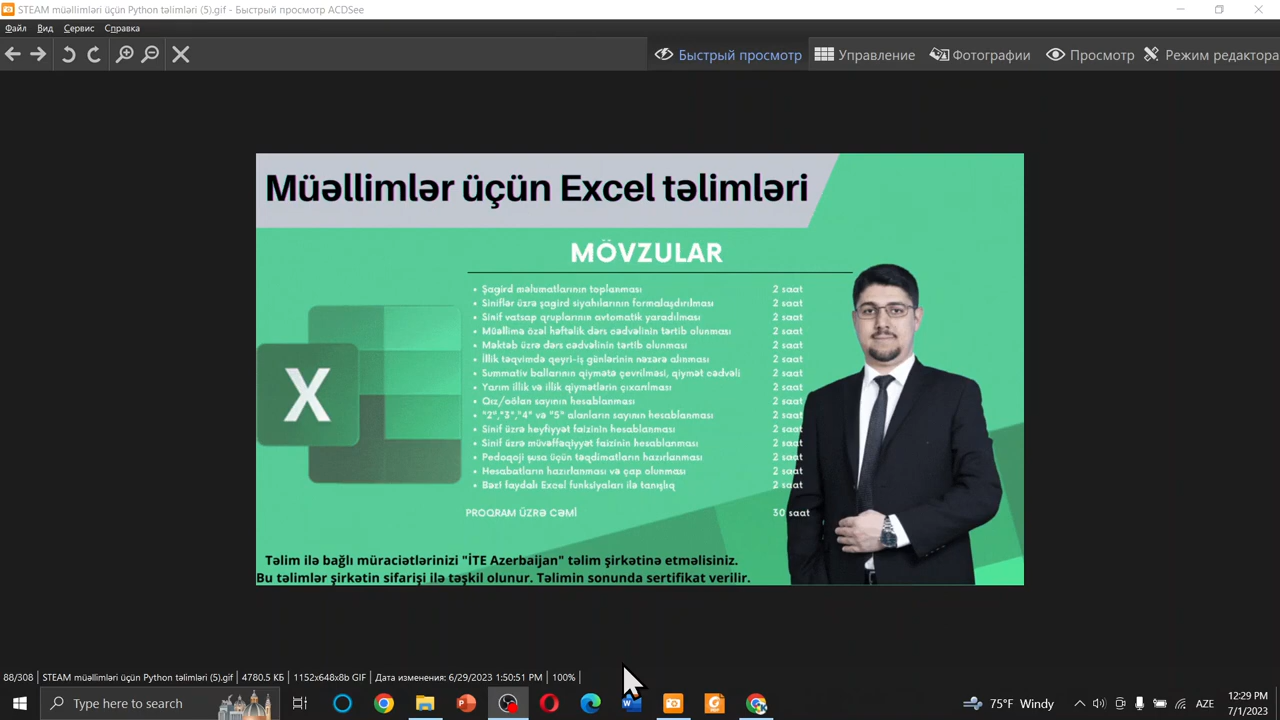 STEAM müəllimləri üçün Python təlimləri (5).gif - Быстрый просмотр ACDSee
Файл Вид Сервис Справка
Быстрый просмотр Управление Фотографии Просмотр Режим редактора
Müəllimlər üçün Excel təlimləri
MÖVZULAR
• Şagird məlumatlarının toplanması 2 saat
• Siniflər üzrə şagird siyahılarının formalaşdırılması 2 saat
• Sinif vatsap qruplarının avtomatik yaradılması 2 saat
• Müəllimə özəl həftəlik dərs cədvəlinin tərtib olunması 2 saat
• Məktəb üzrə dərs cədvəlinin tərtib olunması 2 saat
• İllik təqvimdə qeyri-iş günlərinin nəzərə alınması 2 saat
• Summativ ballarının qiymətə çevrilməsi, qiymət cədvəli 2 saat
• Yarım illik və illik qiymətlərin çıxarılması 2 saat
• Qız/oğlan sayının hesablanması 2 saat
• "2","3","4" və "5" alanların sayının hesablanması 2 saat
• Sinif üzrə keyfiyyət faizinin hesablanması 2 saat
• Sinif üzrə müvəffəqiyyət faizinin hesablanması 2 saat
• Pedaqoji şura üçün təqdimatların hazırlanması 2 saat
• Hesabatların hazırlanması və çap olunması 2 saat
• Bəzi faydalı Excel funksiyaları ilə tanışlıq 2 saat
PROQRAM ÜZRƏ CƏMİ 30 saat
X
Təlim ilə bağlı müraciətlərinizi "İTE Azerbaijan" təlim şirkətinə etməlisiniz.
Bu təlimlər şirkətin sifarişi ilə təşkil olunur. Təlimin sonunda sertifikat verilir.
88/308 STEAM müəllimləri üçün Python təlimləri (5).gif 4780.5 КБ 1152x648x8b GIF Дата изменения: 6/29/2023 1:50:51 PM 100%
Type here to search
75°F Windy AZE
12:29 PM
7/1/2023